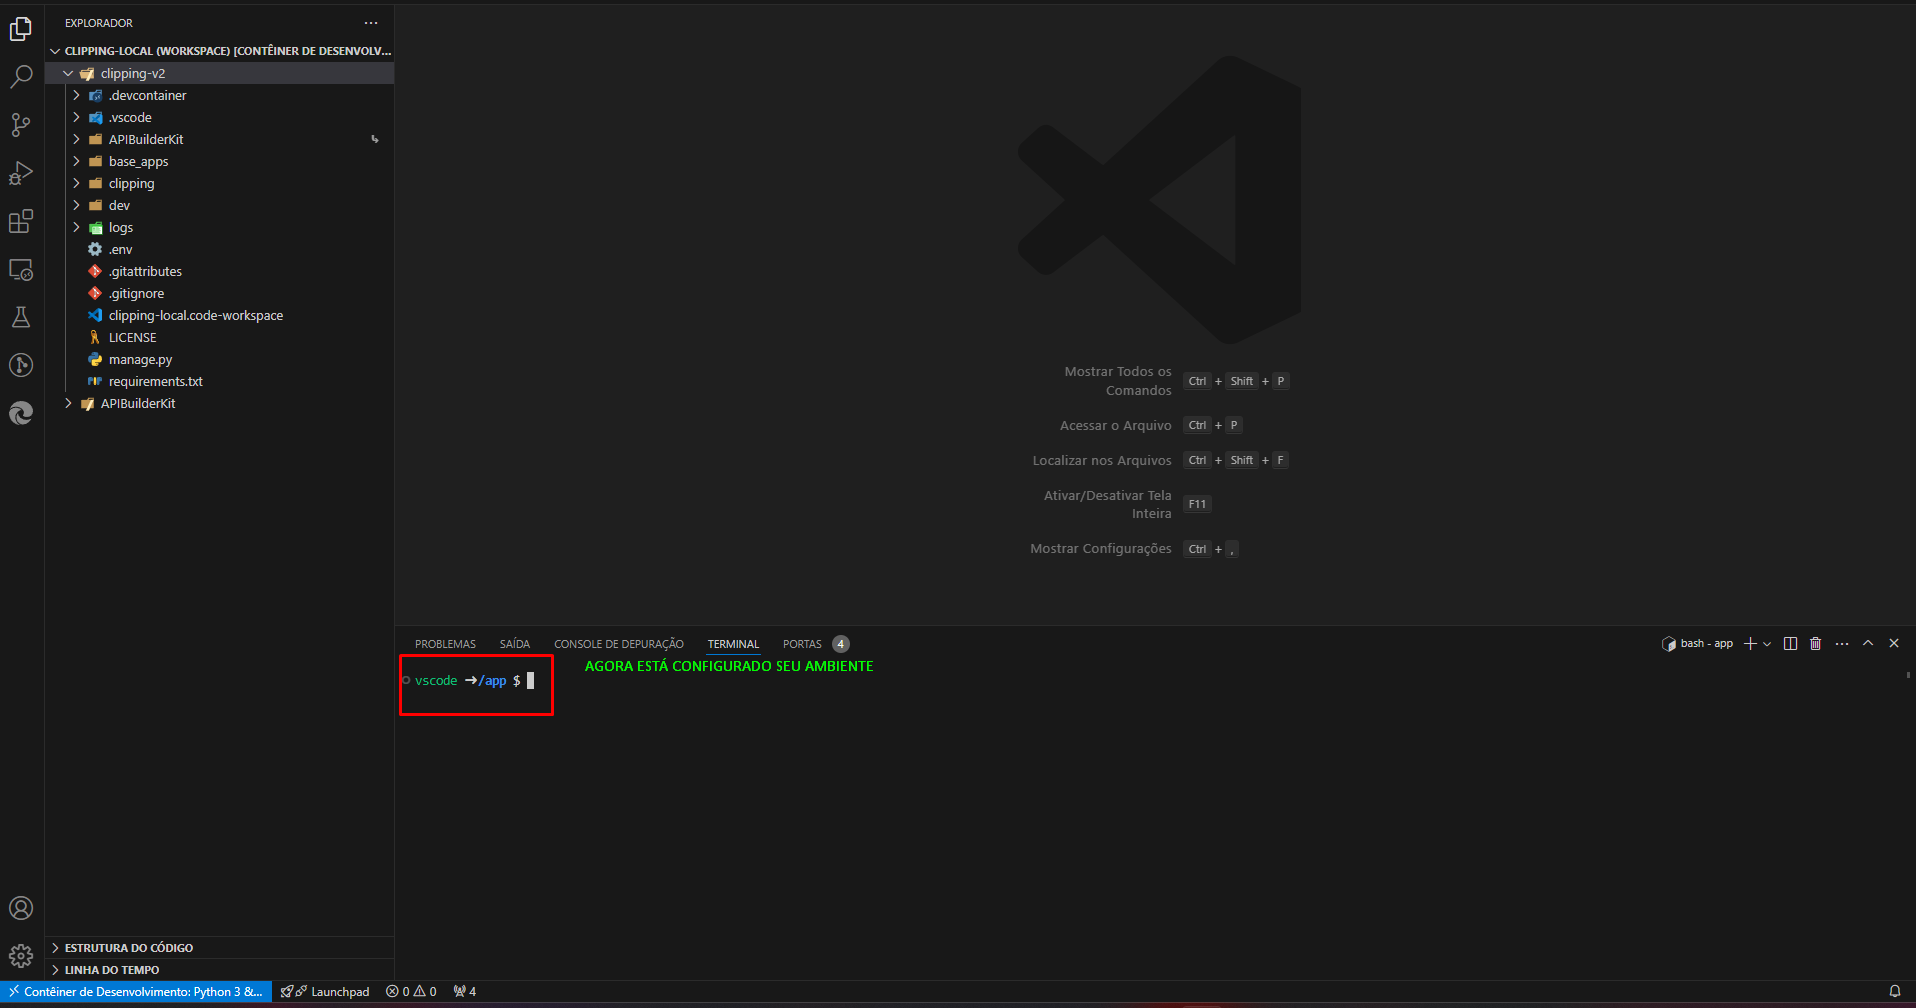 EXPLORADOR
CLIPPING-LOCAL (WORKSPACE) [CONTÊINER DE DESENVOLV...
clipping-v2
.devcontainer
.vscode
APIBuilderKit
base_apps
clipping
dev
logs
.env
.gitattributes
.gitignore
clipping-local.code-workspace
LICENSE
manage.py
requirements.txt
APIBuilderKit
ESTRUTURA DO CÓDIGO
LINHA DO TEMPO
Mostrar Todos os
Comandos
Ctrl + Shift + P
Acessar o Arquivo Ctrl + P
Localizar nos Arquivos Ctrl + Shift + F
Ativar/Desativar Tela
Inteira
F11
Mostrar Configurações Ctrl + ,
PROBLEMAS SAÍDA CONSOLE DE DEPURAÇÃO TERMINAL PORTAS 4
bash - app
AGORA ESTÁ CONFIGURADO SEU AMBIENTE
vscode ➜/app $
Contêiner de Desenvolvimento: Python 3 &... Launchpad 0 0 4